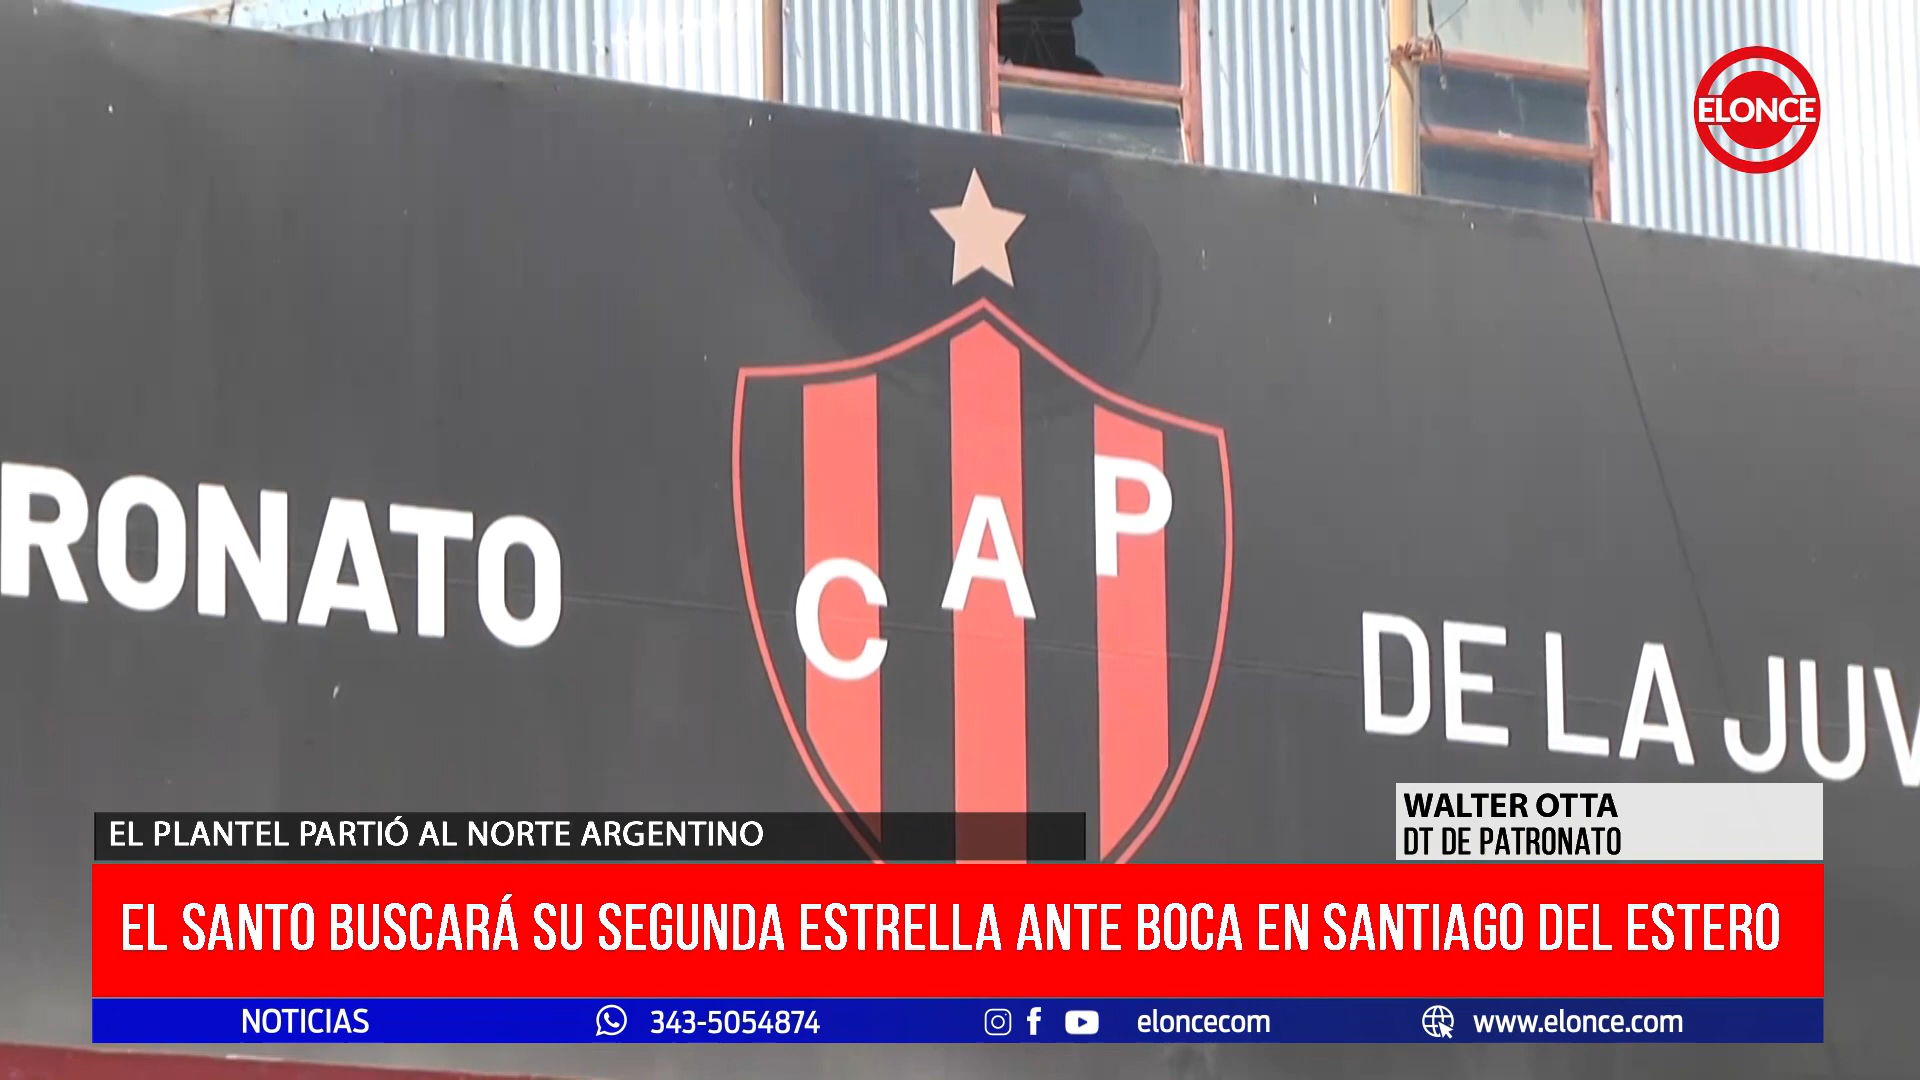 ELONCE
RONATO
CAP
DE LA JUV
WALTER OTTA
DT DE PATRONATO
EL PLANTEL PARTIÓ AL NORTE ARGENTINO
EL SANTO BUSCARÁ SU SEGUNDA ESTRELLA ANTE BOCA EN SANTIAGO DEL ESTERO
NOTICIAS 343-5054874 eloncecom www.elonce.com